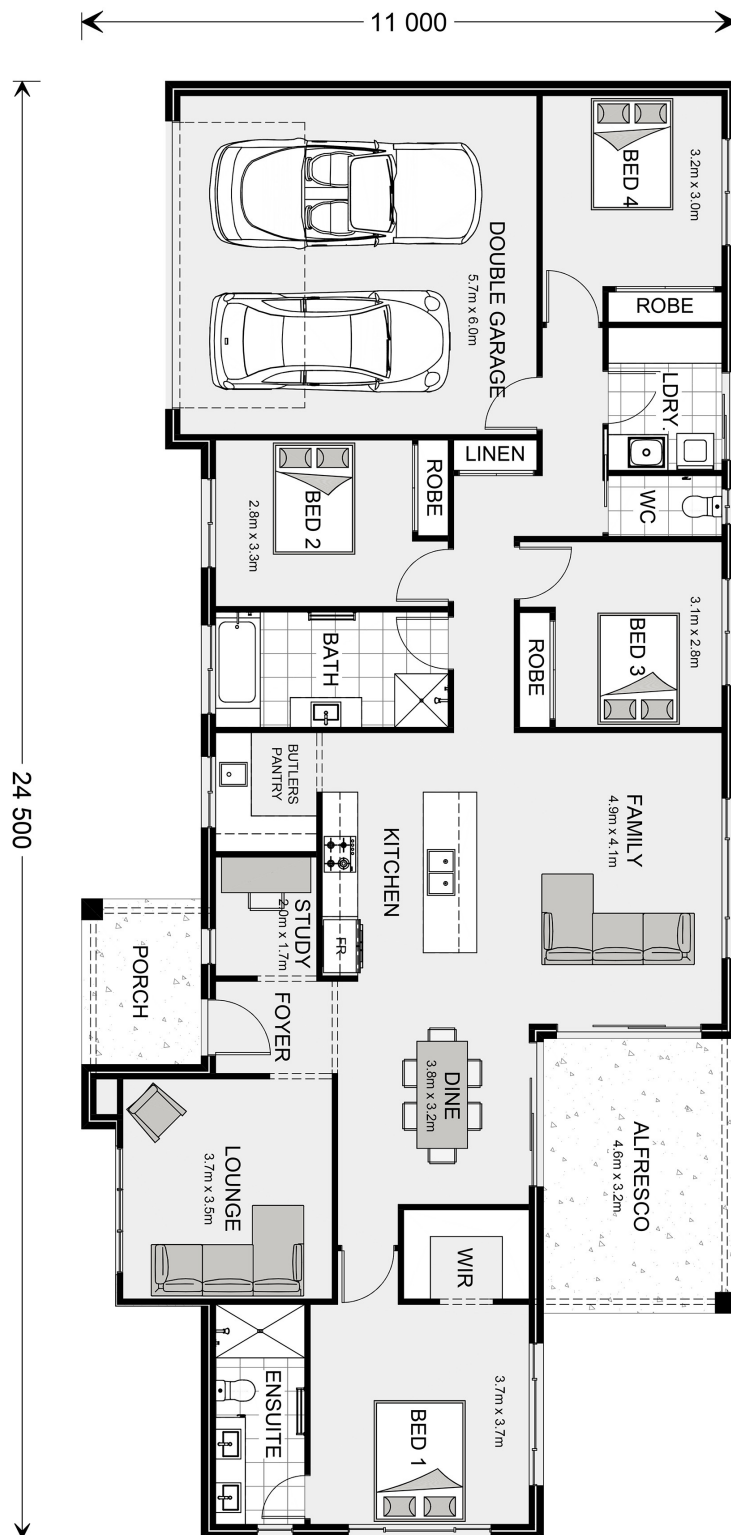 11 000
24 500
BED 4
3.2m x 3.0m
ROBE
DOUBLE GARAGE
5.7m x 6.0m
LDRY.
LINEN
WC
BED 2
2.8m x 3.3m
ROBE
BED 3
3.1m x 2.8m
ROBE
BATH
BUTLERS
PANTRY
KITCHEN
FAMILY
4.9m x 4.1m
STUDY
2.0m x 1.7m
FR
PORCH
FOYER
DINE
3.8m x 3.2m
ALFRESCO
4.6m x 3.2m
LOUNGE
3.7m x 3.5m
WIR
ENSUITE
BED 1
3.7m x 3.7m